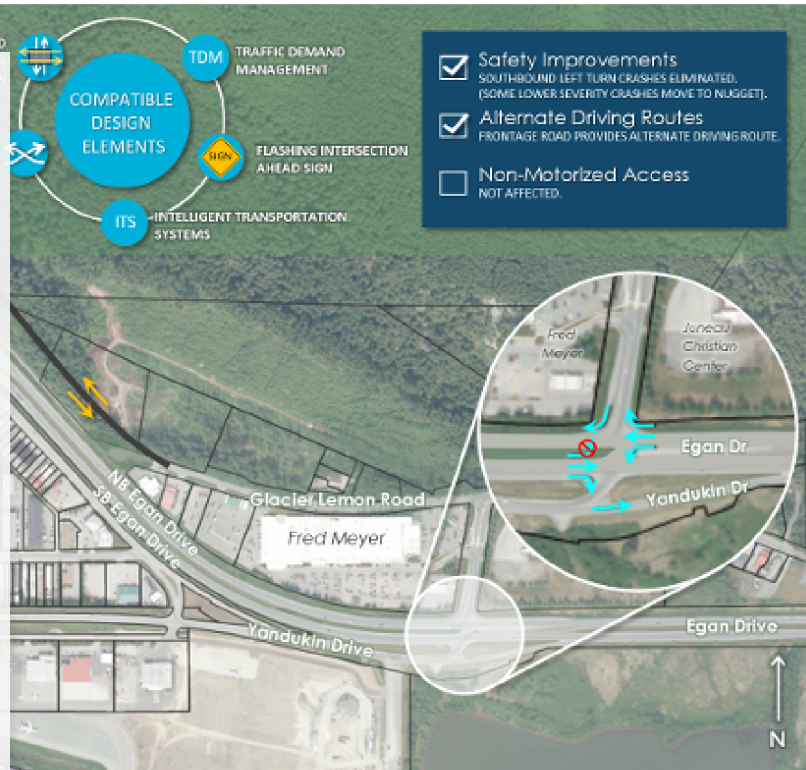 TDM
TRAFFIC DEMAND
MANAGEMENT
COMPATIBLE
DESIGN
ELEMENTS
SIGN
FLASHING INTERSECTION
AHEAD SIGN
ITS
INTELLIGENT TRANSPORTATION
SYSTEMS
Safety Improvements
SOUTHBOUND LEFT TURN CRASHES ELIMINATED.
(SOME LOWER SEVERITY CRASHES MOVE TO NUGGET).
Alternate Driving Routes
FRONTAGE ROAD PROVIDES ALTERNATE DRIVING ROUTE.
Non-Motorized Access
NOT AFFECTED.
Fred
Meyer
Juneau
Christian
Center
Egan Dr
Yandukin Dr
NB Egan Drive
SB Egan Drive
Glacier Lemon Road
Fred Meyer
Yandukin Drive
Egan Drive
N